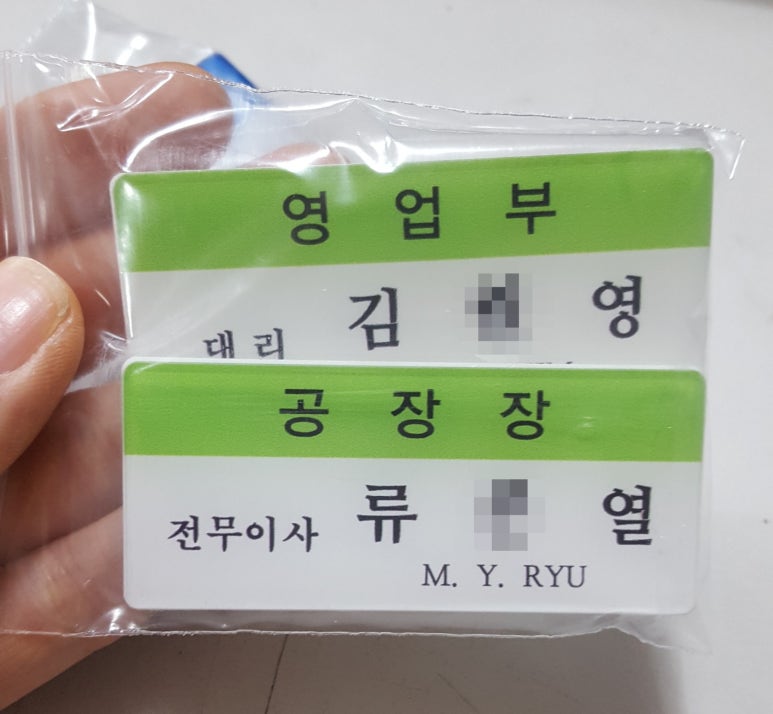 영 업 부
대 리 김 영
공 장 장
전무이사 류 열
M. Y. RYU